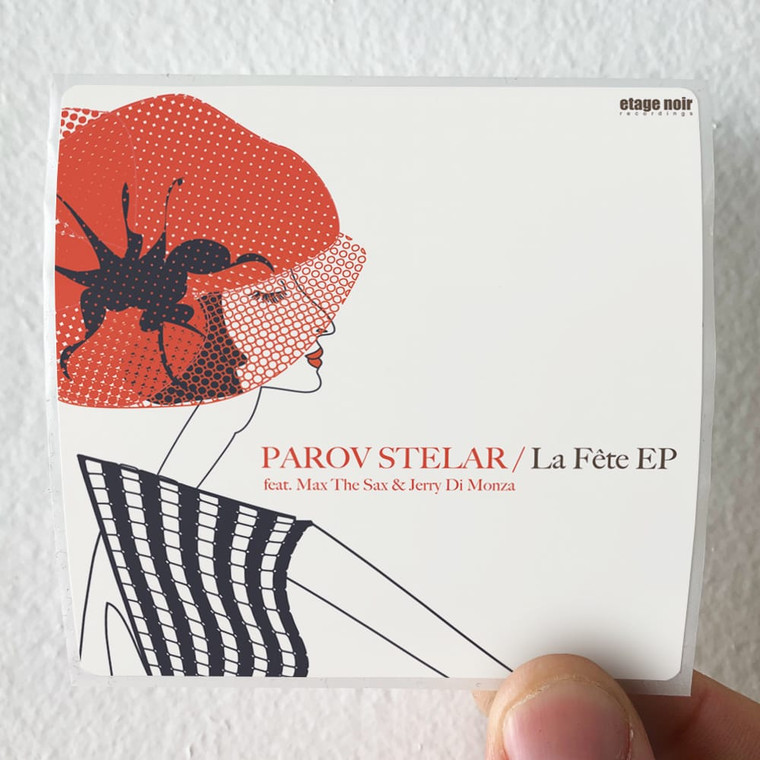 etage noir
recordings
PAROV STELAR / La Fête EP
feat. Max The Sax & Jerry Di Monza